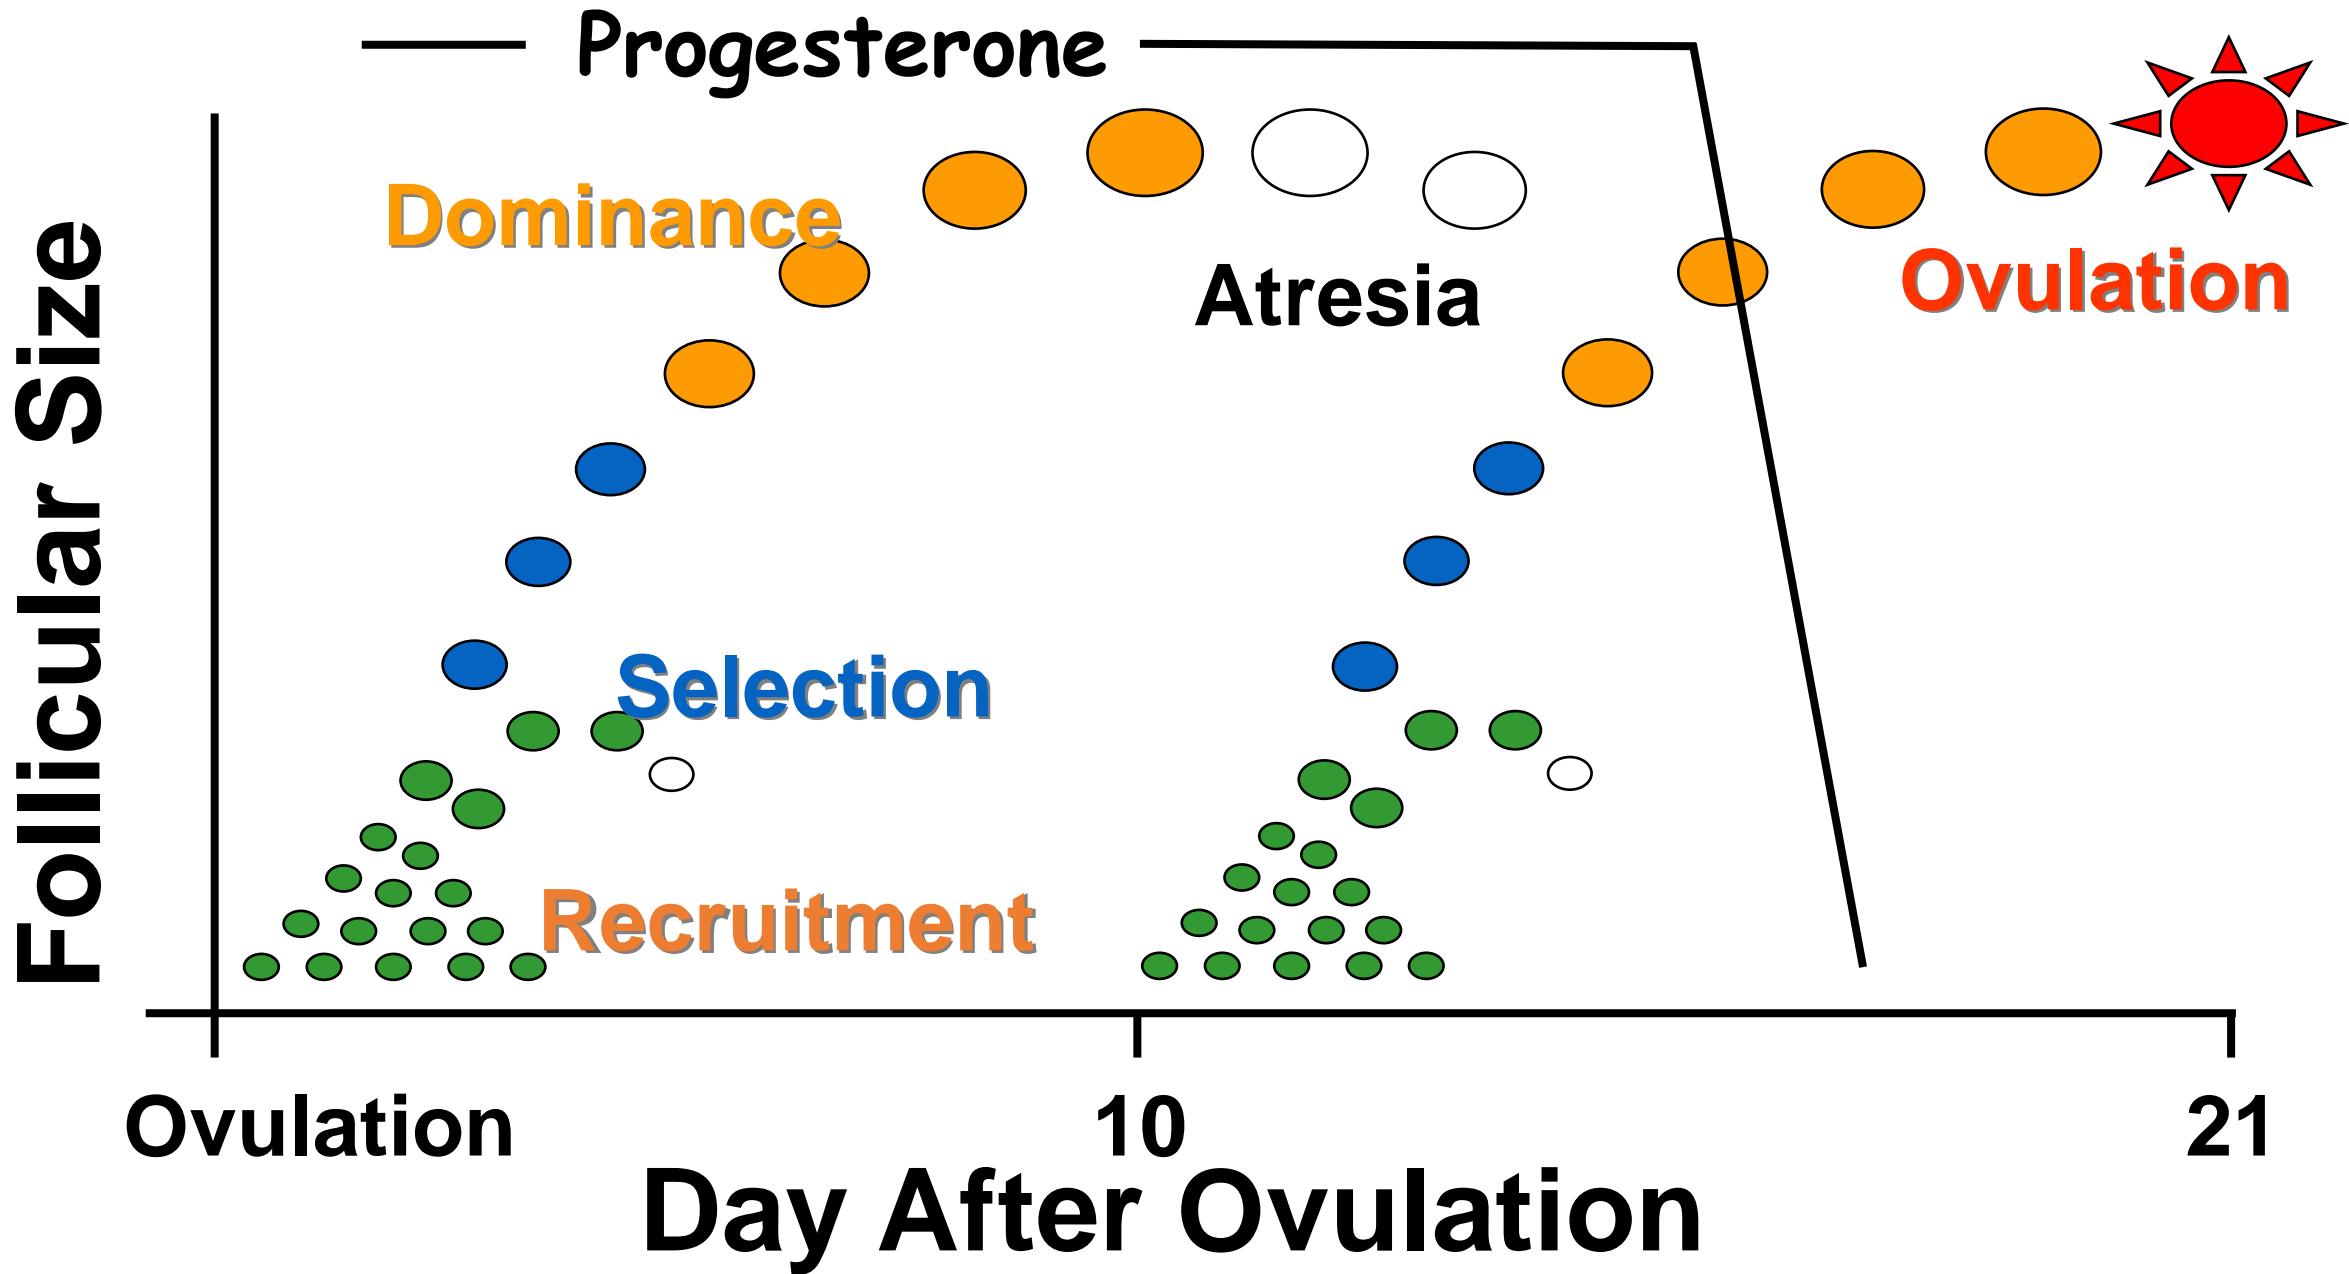 Progesterone
Dominance
Atresia
Ovulation
Follicular Size
Selection
Recruitment
Ovulation
10
21
Day After Ovulation